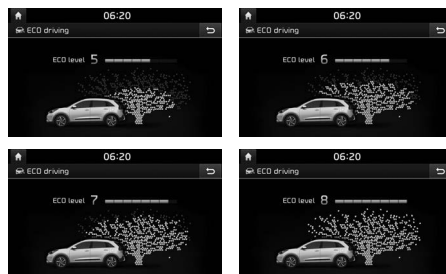 06:20
ECO driving
ECO level 5
06:20
ECO driving
ECO level 6
06:20
ECO driving
ECO level 7
06:20
ECO driving
ECO level 8